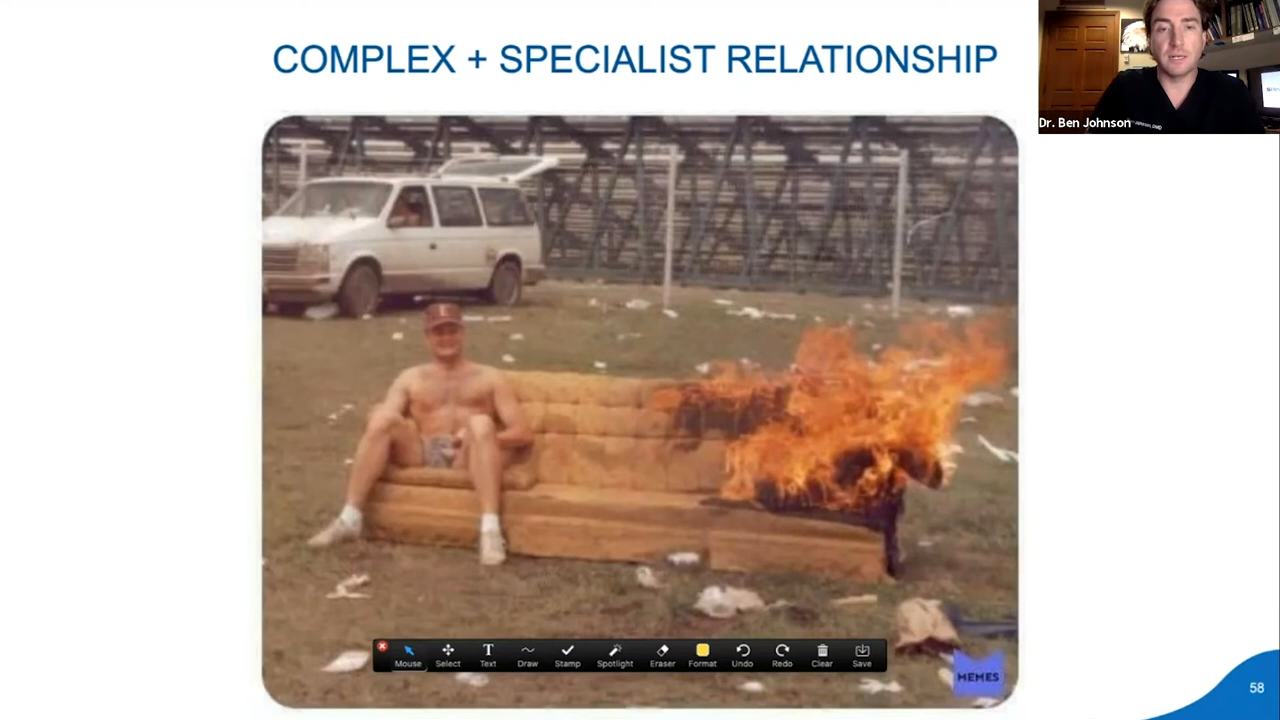 COMPLEX + SPECIALIST RELATIONSHIP
Dr. Ben Johnson
Mouse
Select
Text
Draw
Stamp
Spotlight
Eraser
Format
Undo
Redo
Clear
Save
MEMES
58